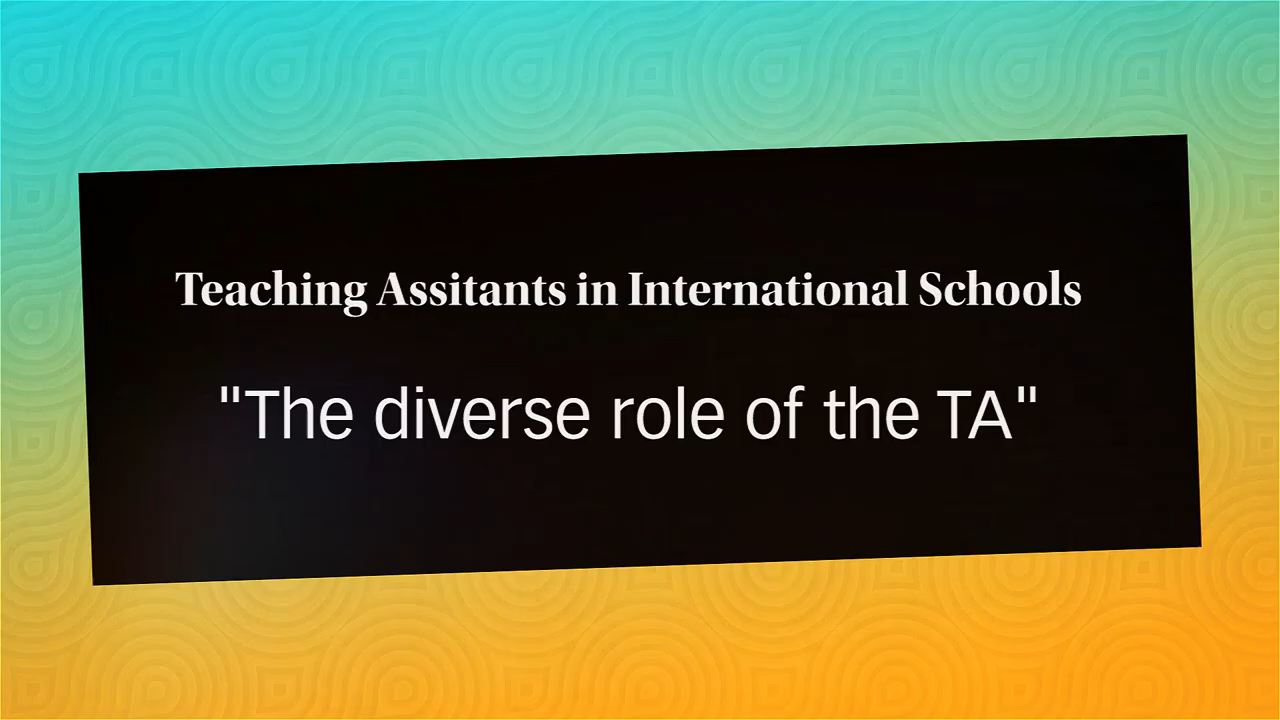 Teaching Assitants in International Schools
"The diverse role of the TA"